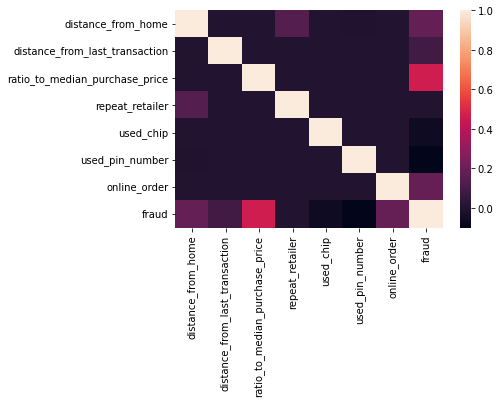 distance_from_home
distance_from_last_transaction
ratio_to_median_purchase_price
repeat_retailer
used_chip
used_pin_number
online_order
fraud
distance_from_home
distance_from_last_transaction
ratio_to_median_purchase_price
repeat_retailer
used_chip
used_pin_number
online_order
fraud
1.0
0.8
0.6
0.4
0.2
0.0